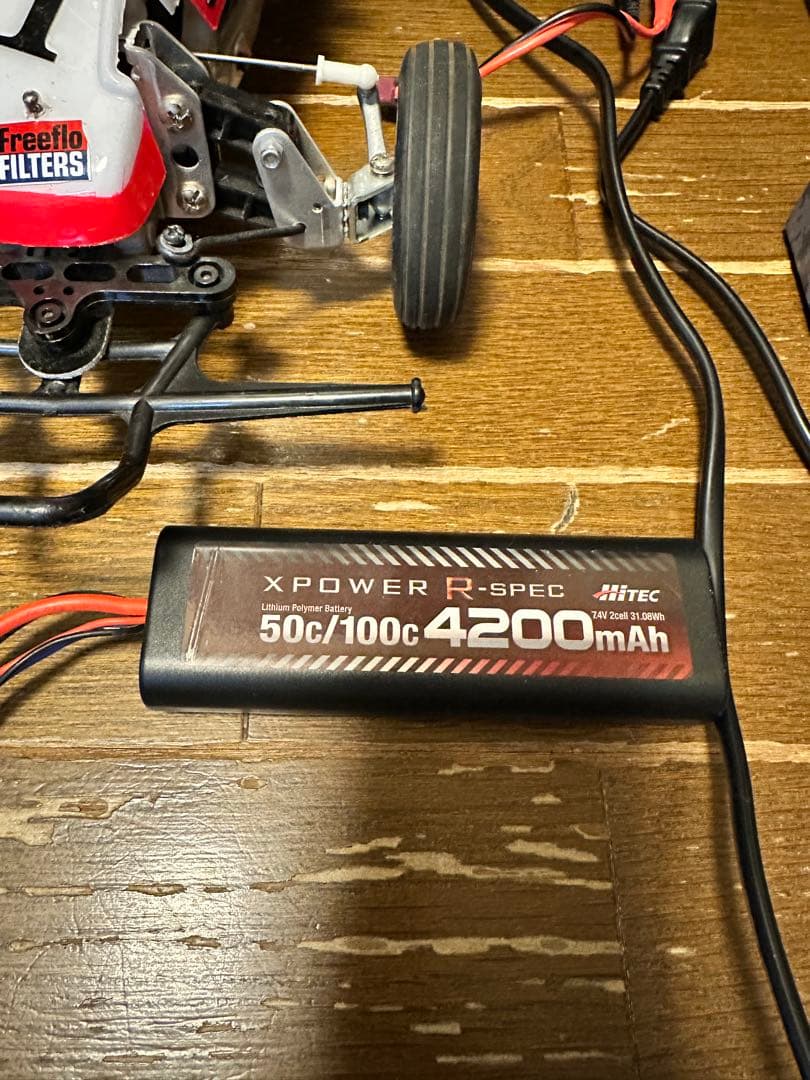 Freeflo
FILTERS
XPOWER R-SPEC HiTEC
Lithium Polymer Battery
7.4V 2cell 31.08Wh
50C/100C 4200mAh